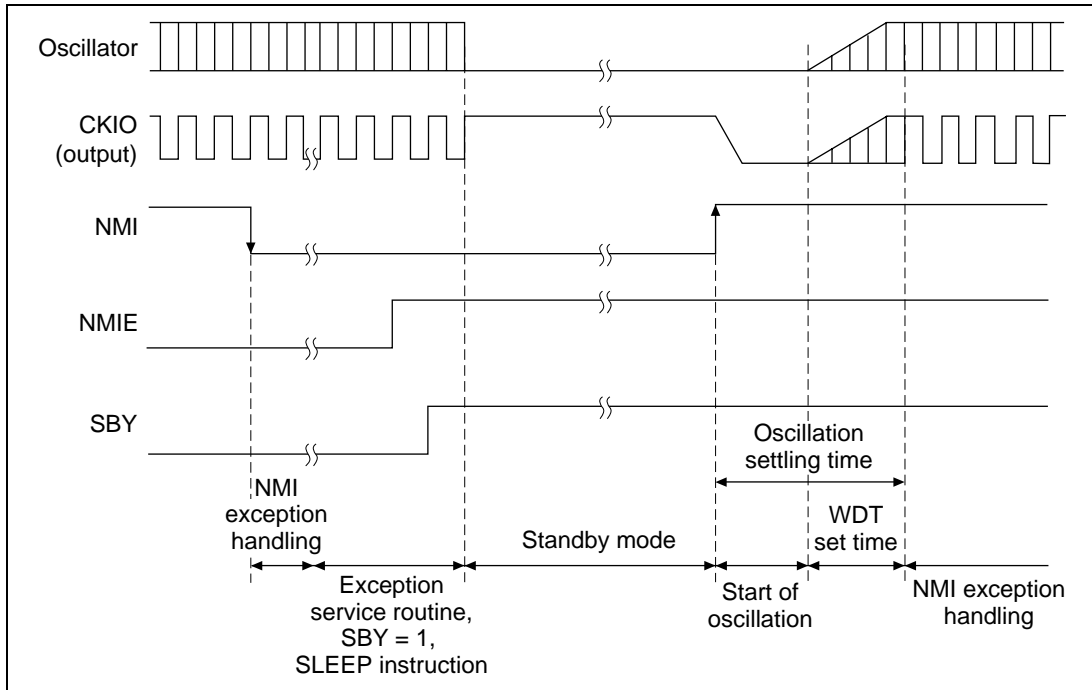 Oscillator
CKIO
(output)
NMI
NMIE
SBY
Oscillation
settling time
NMI
exception
handling
WDT
set time
Standby mode
Exception
service routine,
SBY = 1,
SLEEP instruction
Start of
oscillation
NMI exception
handling